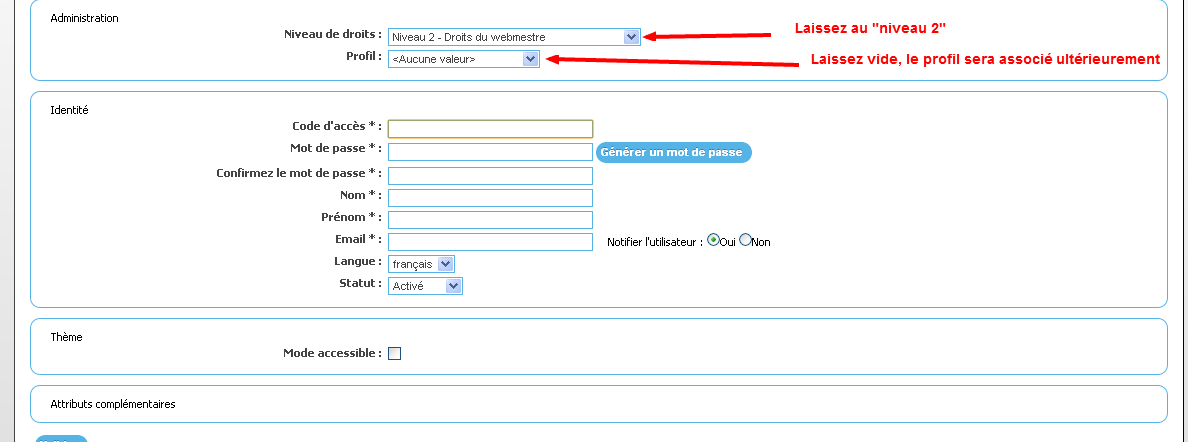 Administration
Niveau de droits : Niveau 2 - Droits du webmestre Laissez au "niveau 2"
Profil : <Aucune valeur> Laissez vide, le profil sera associé ultérieurement
Identité
Code d'accès * :
Mot de passe * : Générer un mot de passe
Confirmez le mot de passe * :
Nom * :
Prénom * :
Email * : Notifier l'utilisateur : Oui Non
Langue : français
Statut : Activé
Thème
Mode accessible :
Attributs complémentaires